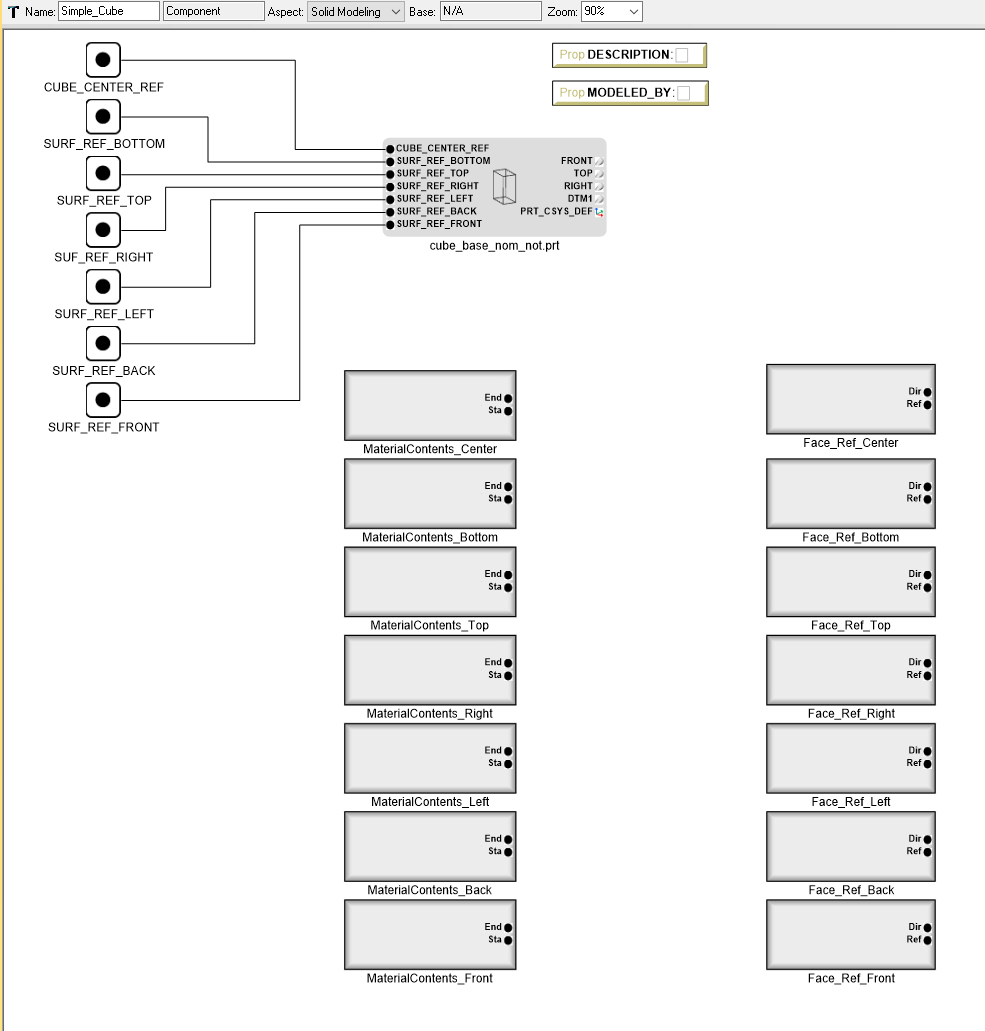 T Name: Simple_Cube Component Aspect: Solid Modeling Base: N/A Zoom: 90%
CUBE_CENTER_REF
SURF_REF_BOTTOM
SURF_REF_TOP
SUF_REF_RIGHT
SURF_REF_LEFT
SURF_REF_BACK
SURF_REF_FRONT
Prop DESCRIPTION:
Prop MODELED_BY:
CUBE_CENTER_REF
SURF_REF_BOTTOM FRONT
SURF_REF_TOP TOP
SURF_REF_RIGHT RIGHT
SURF_REF_LEFT DTM1
SURF_REF_BACK PRT_CSYS_DEF
SURF_REF_FRONT
cube_base_nom_not.prt
End
Sta
MaterialContents_Center
End
Sta
MaterialContents_Bottom
End
Sta
MaterialContents_Top
End
Sta
MaterialContents_Right
End
Sta
MaterialContents_Left
End
Sta
MaterialContents_Back
End
Sta
MaterialContents_Front
Dir
Ref
Face_Ref_Center
Dir
Ref
Face_Ref_Bottom
Dir
Ref
Face_Ref_Top
Dir
Ref
Face_Ref_Right
Dir
Ref
Face_Ref_Left
Dir
Ref
Face_Ref_Back
Dir
Ref
Face_Ref_Front